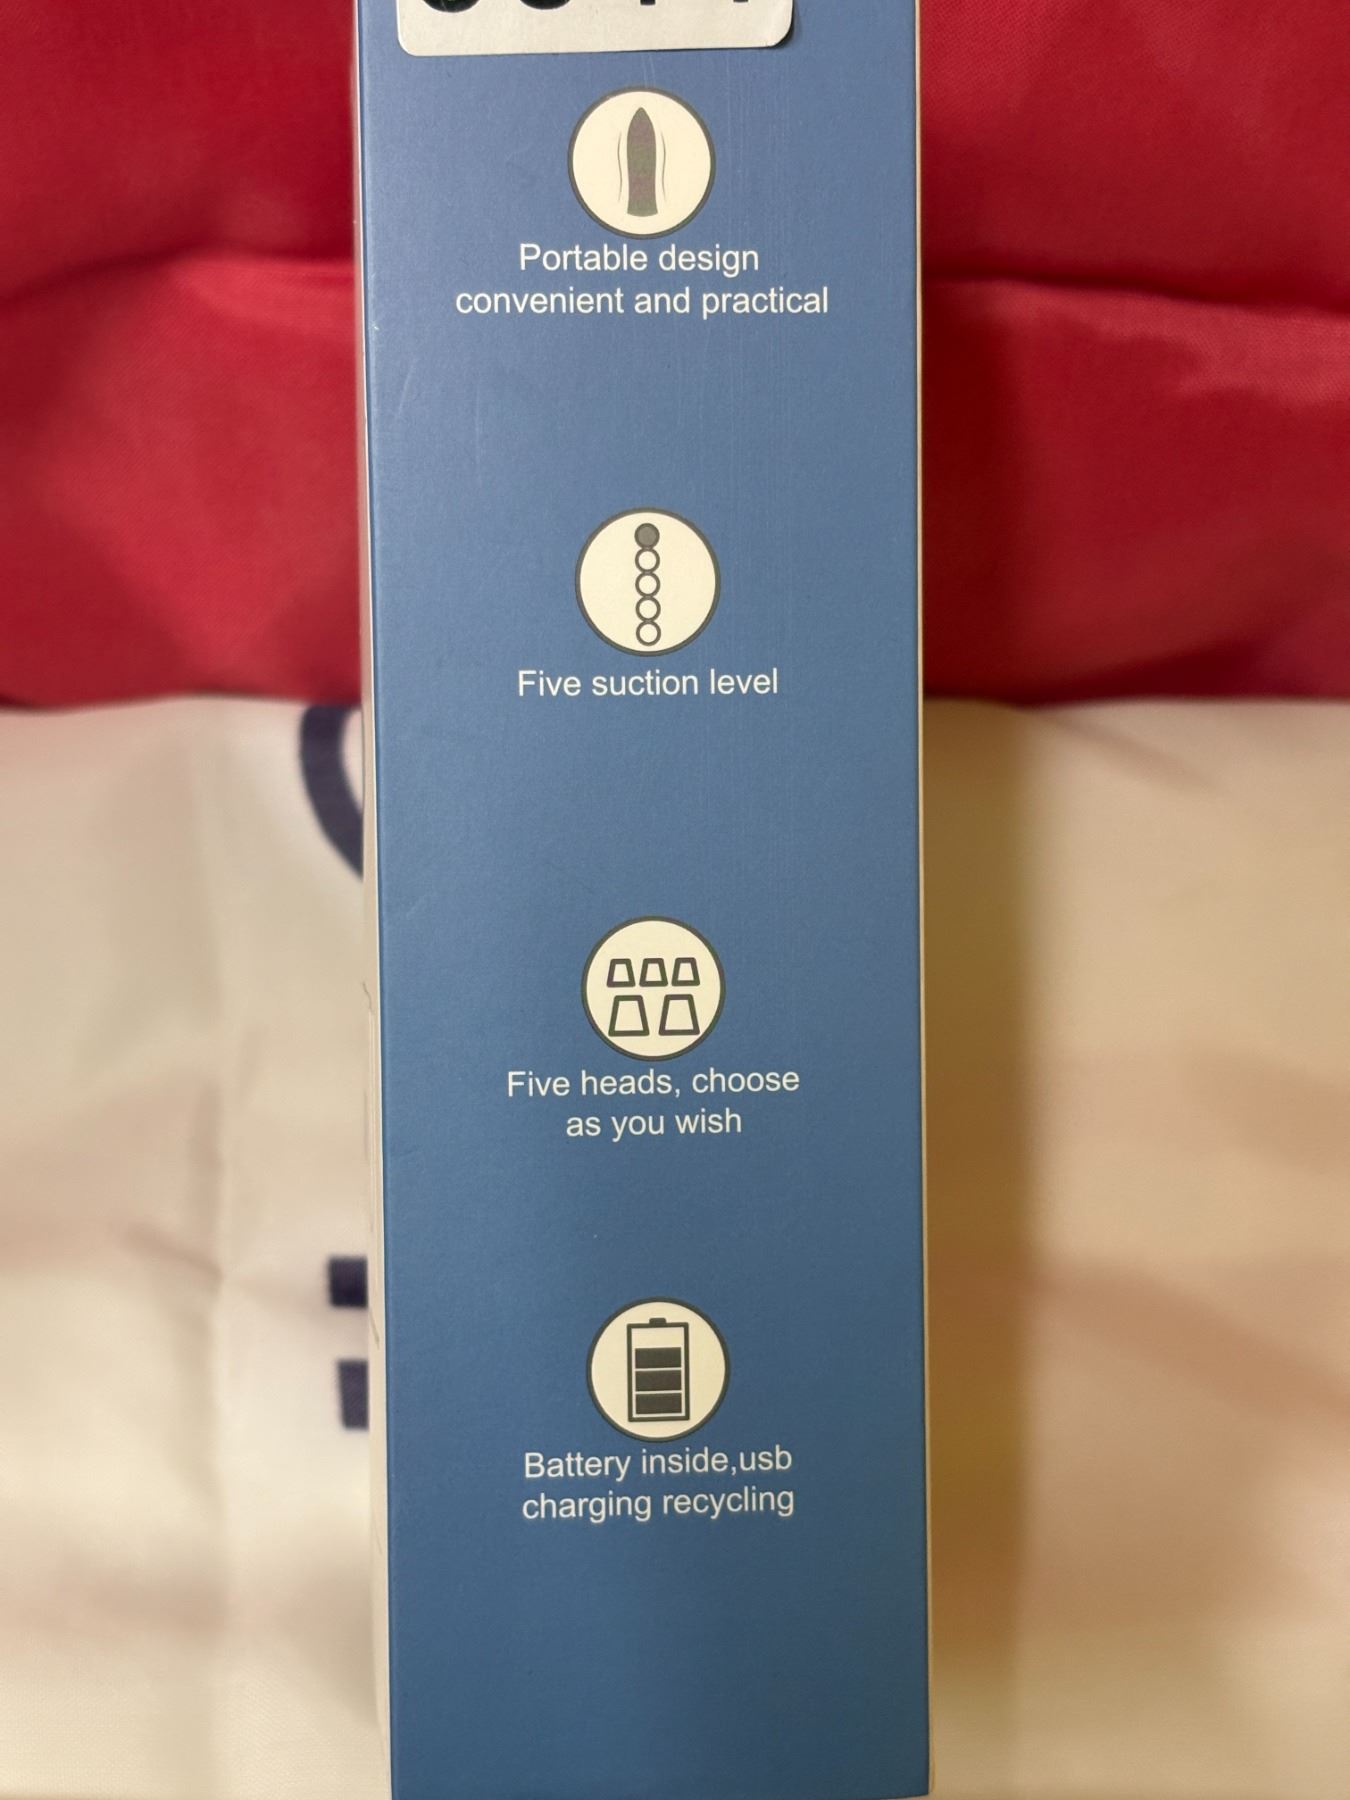 Portable design
convenient and practical
Five suction level
Five heads, choose
as you wish
Battery inside,usb
charging recycling